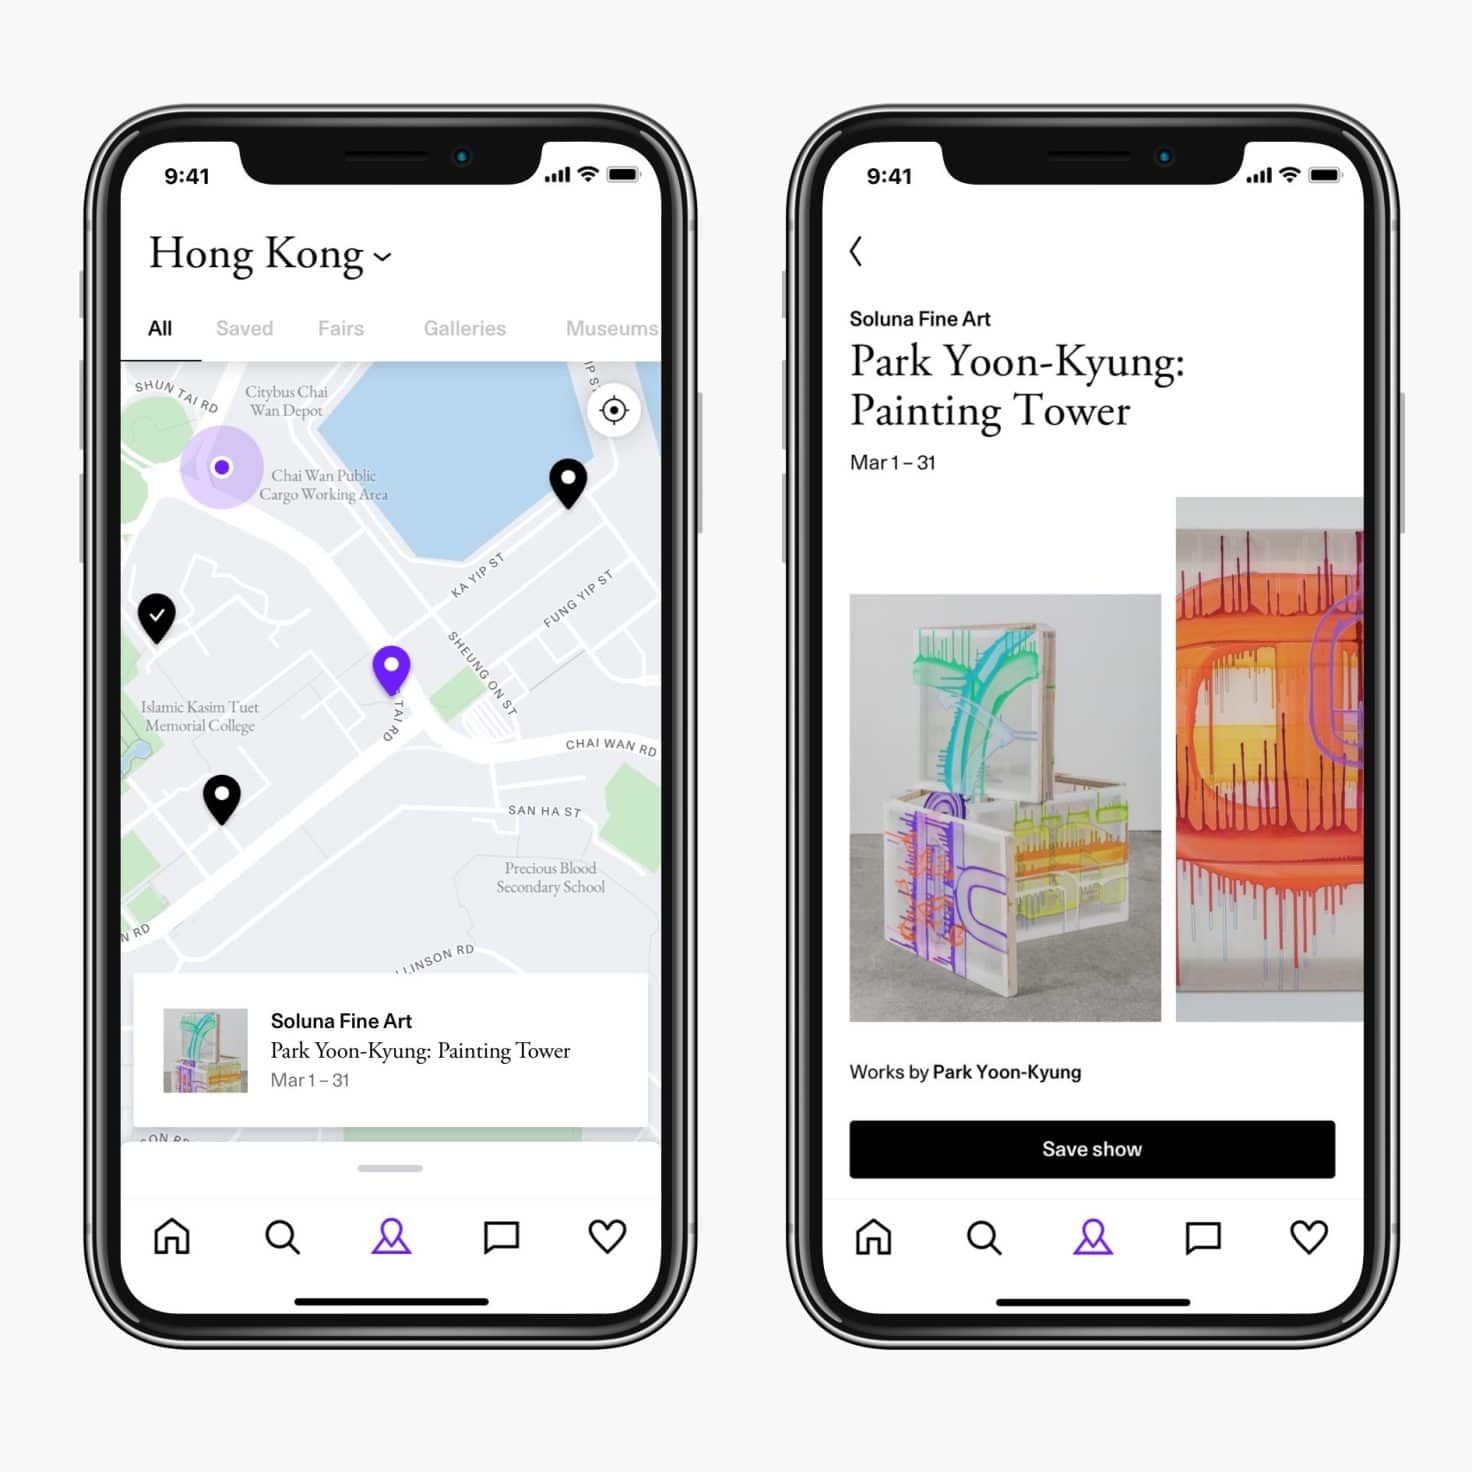 9:41
Hong Kong
All Saved Fairs Galleries Museums
SHUN TAI RD
Citybus Chai
Wan Depot
IP S
Chai Wan Public
Cargo Working Area
KA YIP ST
FUNG YIP ST
SHEUNG ON ST
Islamic Kasim Tuet
Memorial College
TAI RD
CHAI WAN RD
SAN HA ST
Precious Blood
Secondary School
N RD
LINSON RD
Soluna Fine Art
Park Yoon-Kyung: Painting Tower
Mar 1 – 31
ON RD
9:41
Soluna Fine Art
Park Yoon-Kyung:
Painting Tower
Mar 1 – 31
Works by Park Yoon-Kyung
Save show